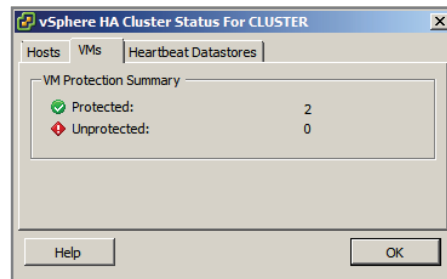 vSphere HA Cluster Status For CLUSTER
Hosts VMs Heartbeat Datastores
VM Protection Summary
Protected: 2
Unprotected: 0
Help OK